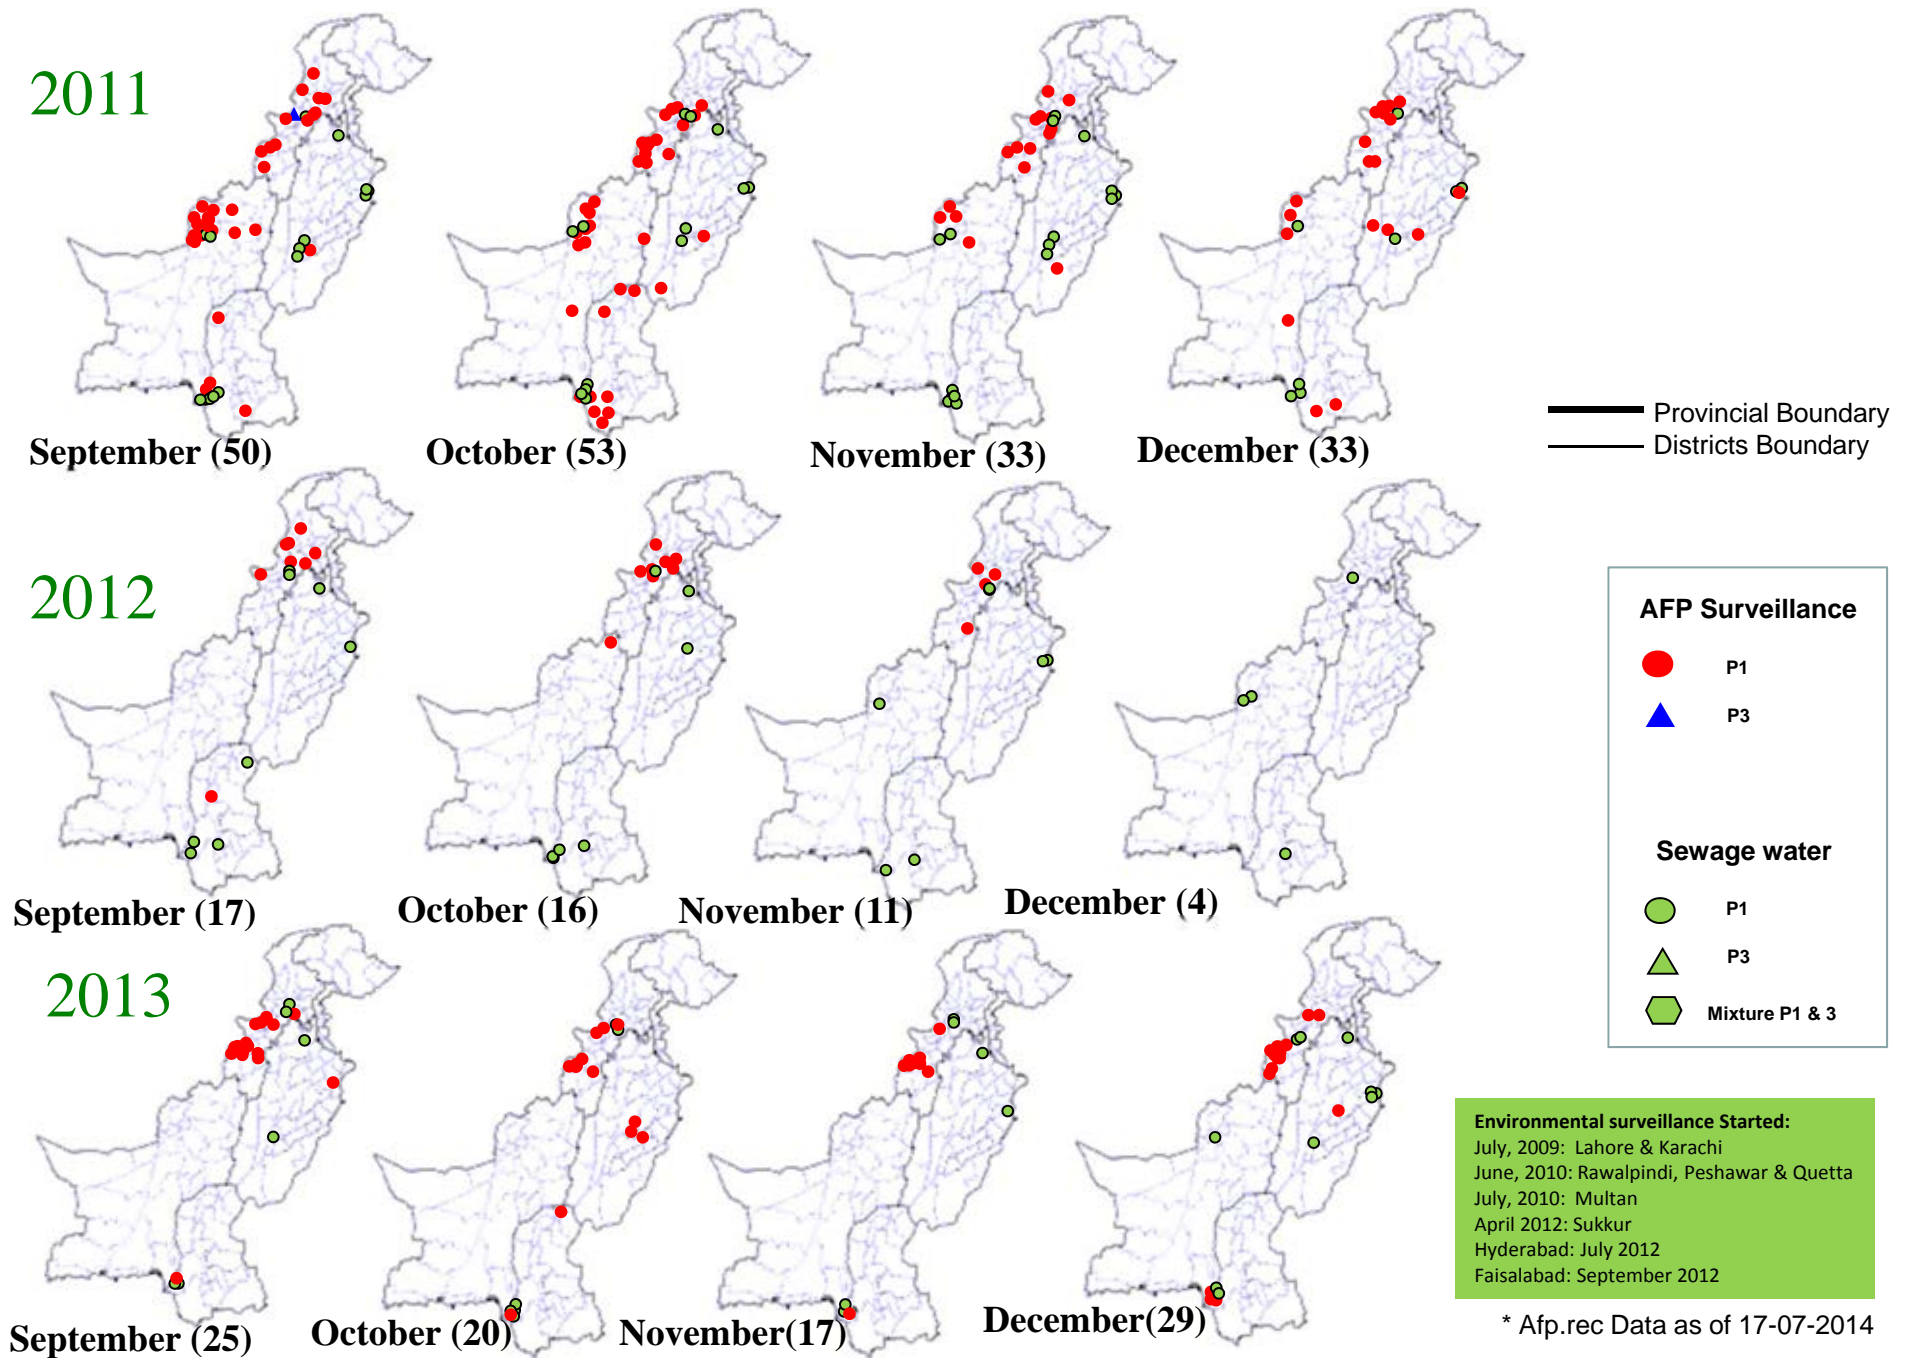 2011
September (50)
October (53)
November (33)
December (33)
Provincial Boundary
Districts Boundary
2012
September (17)
October (16)
November (11)
December (4)
AFP Surveillance
P1
P3
Sewage water
P1
P3
Mixture P1 & 3
2013
September (25)
October (20)
November(17)
December(29)
Environmental surveillance Started:
July, 2009: Lahore & Karachi
June, 2010: Rawalpindi, Peshawar & Quetta
July, 2010: Multan
April 2012: Sukkur
Hyderabad: July 2012
Faisalabad: September 2012
* Afp.rec Data as of 17-07-2014